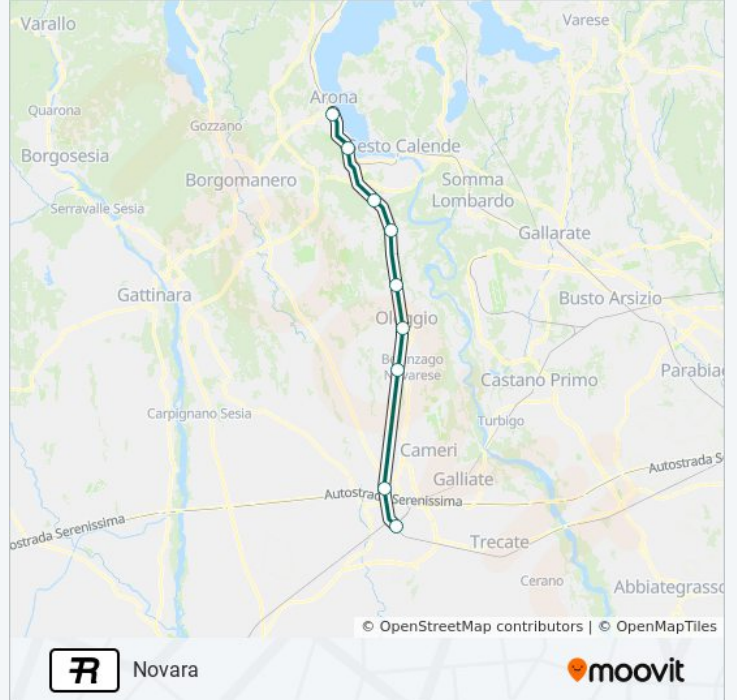 Varallo
Varese
Arona
Quarona
Gozzano
Sesto Calende
Borgosesia
Borgomanero
Somma
Lombardo
Serravalle Sesia
Gallarate
Gattinara
Busto Arsizio
Oleggio
Bellinzago
Novarese
Parabia
Castano Primo
Carpignano Sesia
Turbigo
Cameri
Galliate
Autostrada S
Autostrada Serenissima
ostrada Serenissima
Trecate
Cerano
Abbiategrasso
© OpenStreetMap contributors | © OpenMapTiles
R Novara
moovit